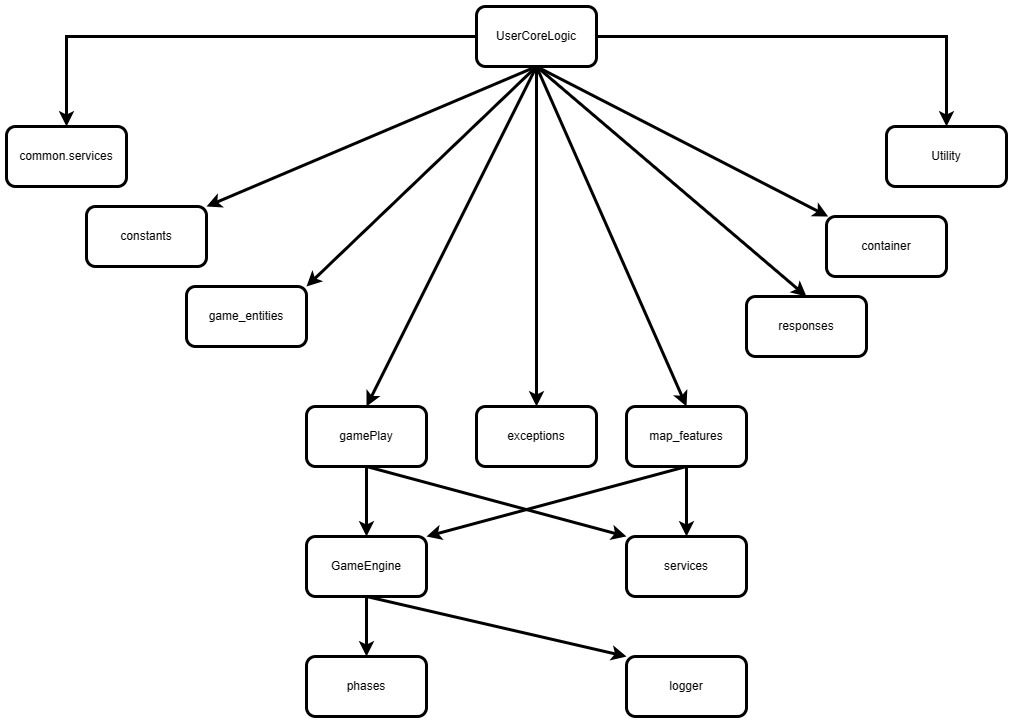 UserCoreLogic
common.services
Utility
constants
container
game_entities
responses
gamePlay
exceptions
map_features
GameEngine
services
phases
logger